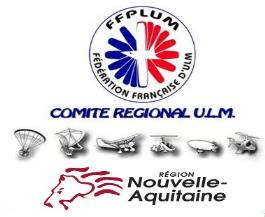 FFPLUM
FÉDÉRATION FRANÇAISE D'ULM
COMITE REGIONAL U.L.M.
RÉGION
Nouvelle-
Aquitaine